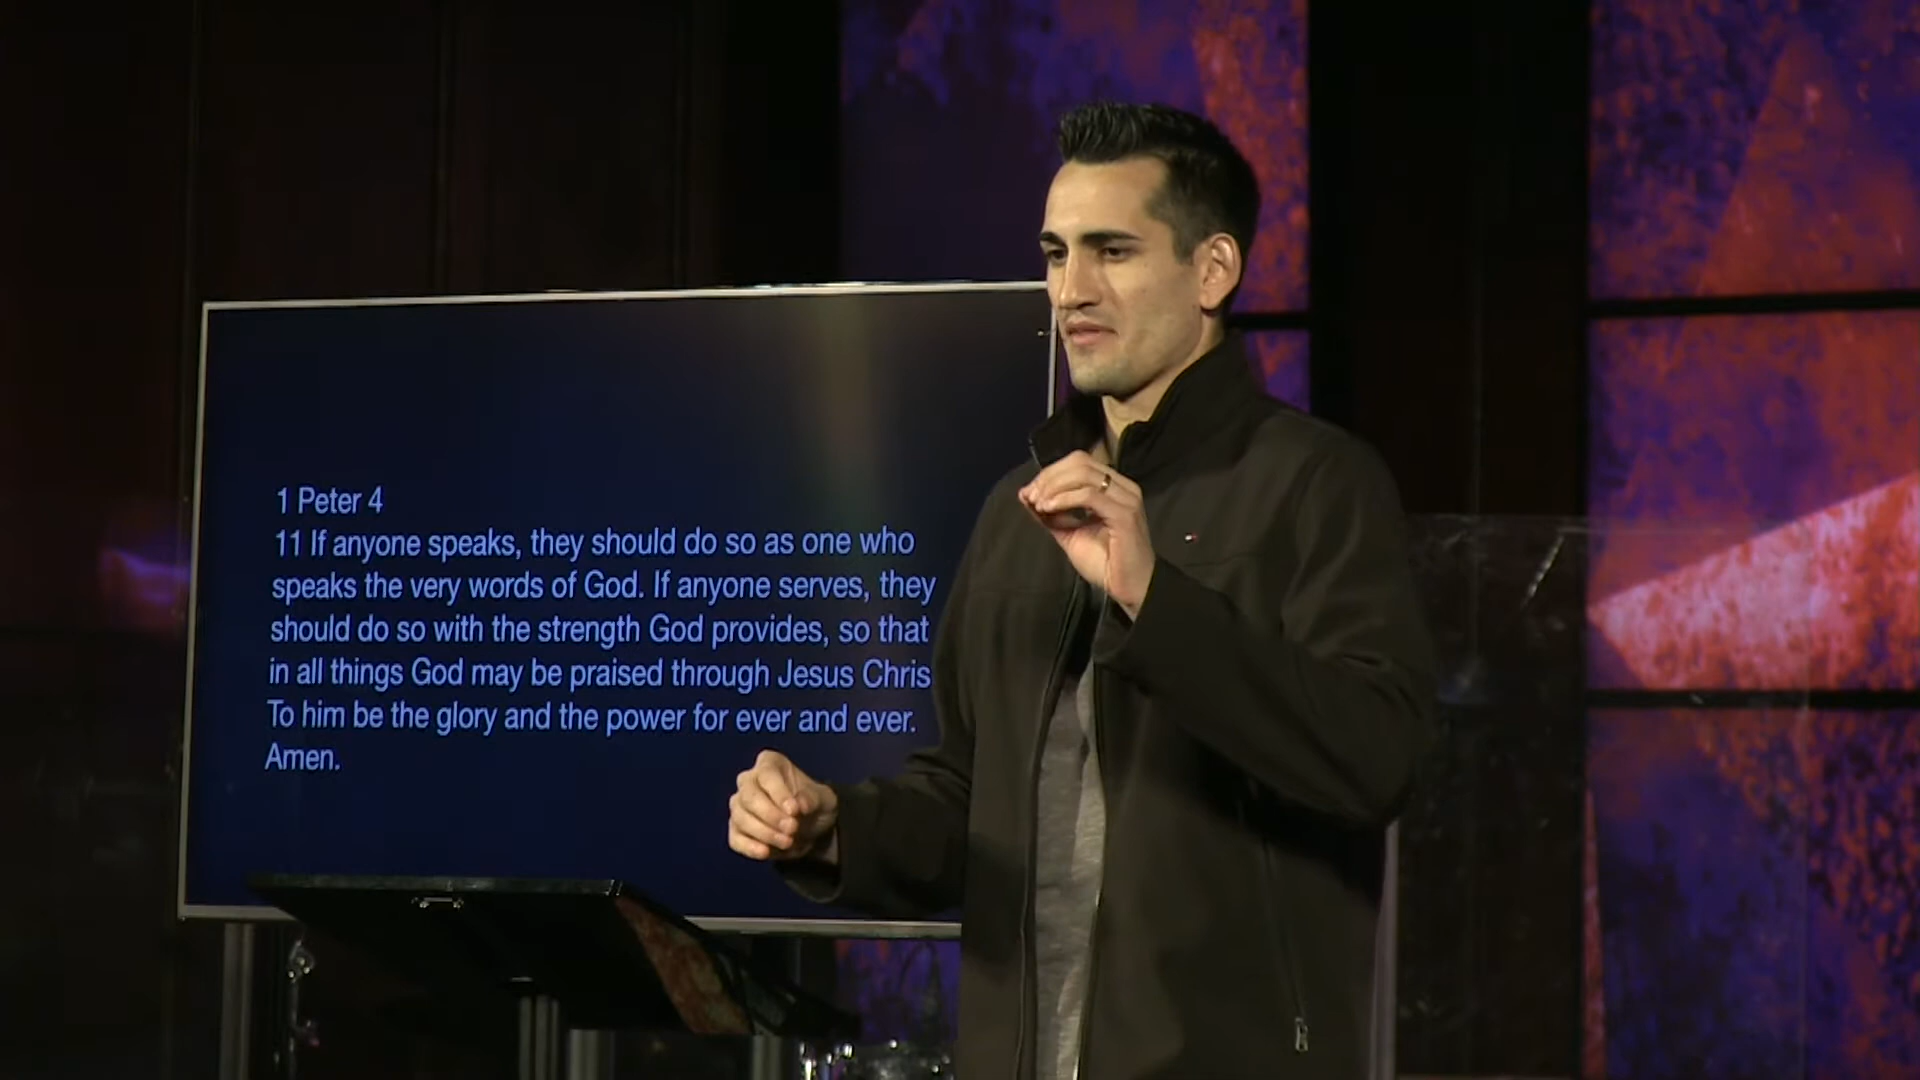 1 Peter 4
11 If anyone speaks, they should do so as one who
speaks the very words of God. If anyone serves, they
should do so with the strength God provides, so that
in all things God may be praised through Jesus Chris
To him be the glory and the power for ever and ever.
Amen.